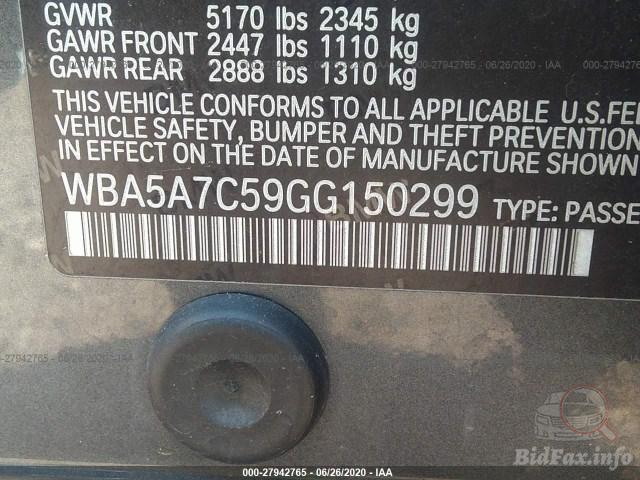 GVWR 5170 lbs 2345 kg
GAWR FRONT 2447 lbs 1110 kg
GAWR REAR 2888 lbs 1310 kg
THIS VEHICLE CONFORMS TO ALL APPLICABLE U.S.FE
VEHICLE SAFETY, BUMPER AND THEFT PREVENTION
IN EFFECT ON THE DATE OF MANUFACTURE SHOWN
WBA5A7C59GG150299 TYPE: PASSE
000-27942765 - 06/26/2020 - IAA
BidFax.info